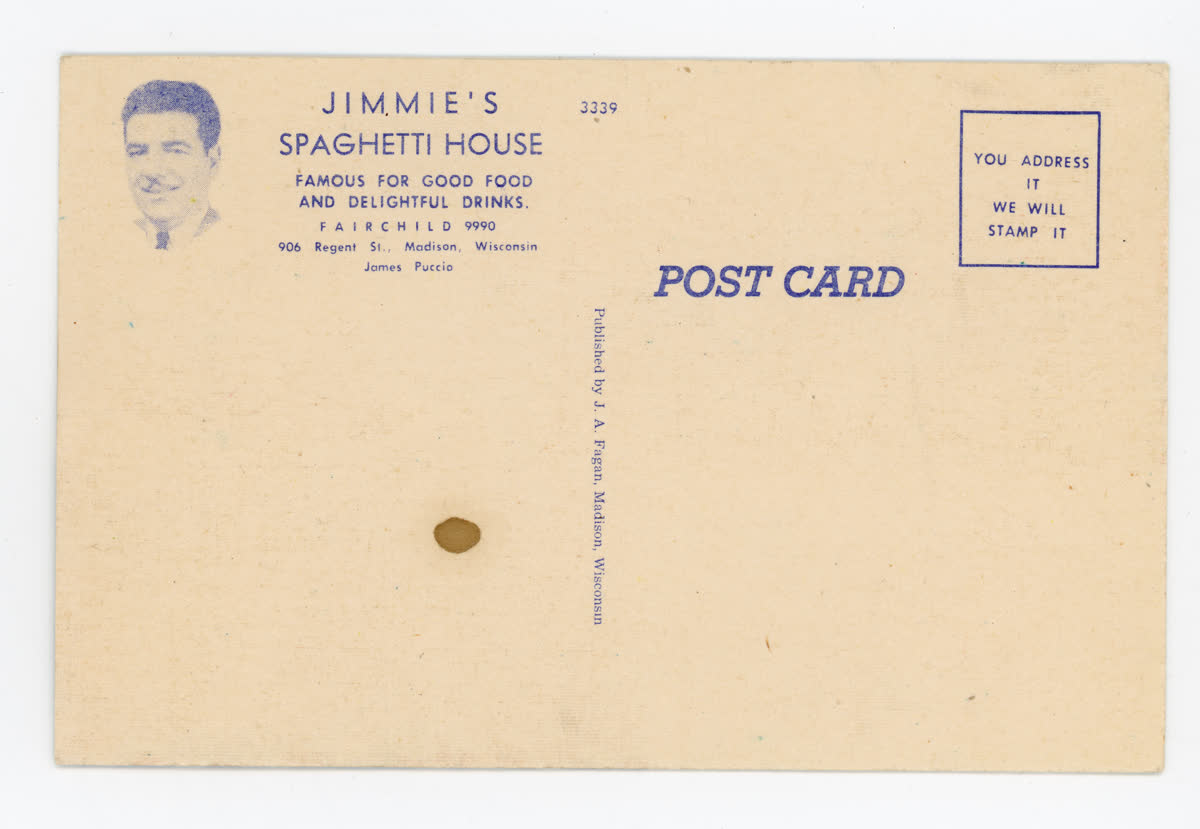 JIMMIE'S
SPAGHETTI HOUSE
FAMOUS FOR GOOD FOOD
AND DELIGHTFUL DRINKS.
FAIRCHILD 9990
906 Regent St., Madison, Wisconsin
James Puccio
3339
Published by J. A. Fagan, Madison, Wisconsin
POST CARD
YOU ADDRESS
IT
WE WILL
STAMP IT